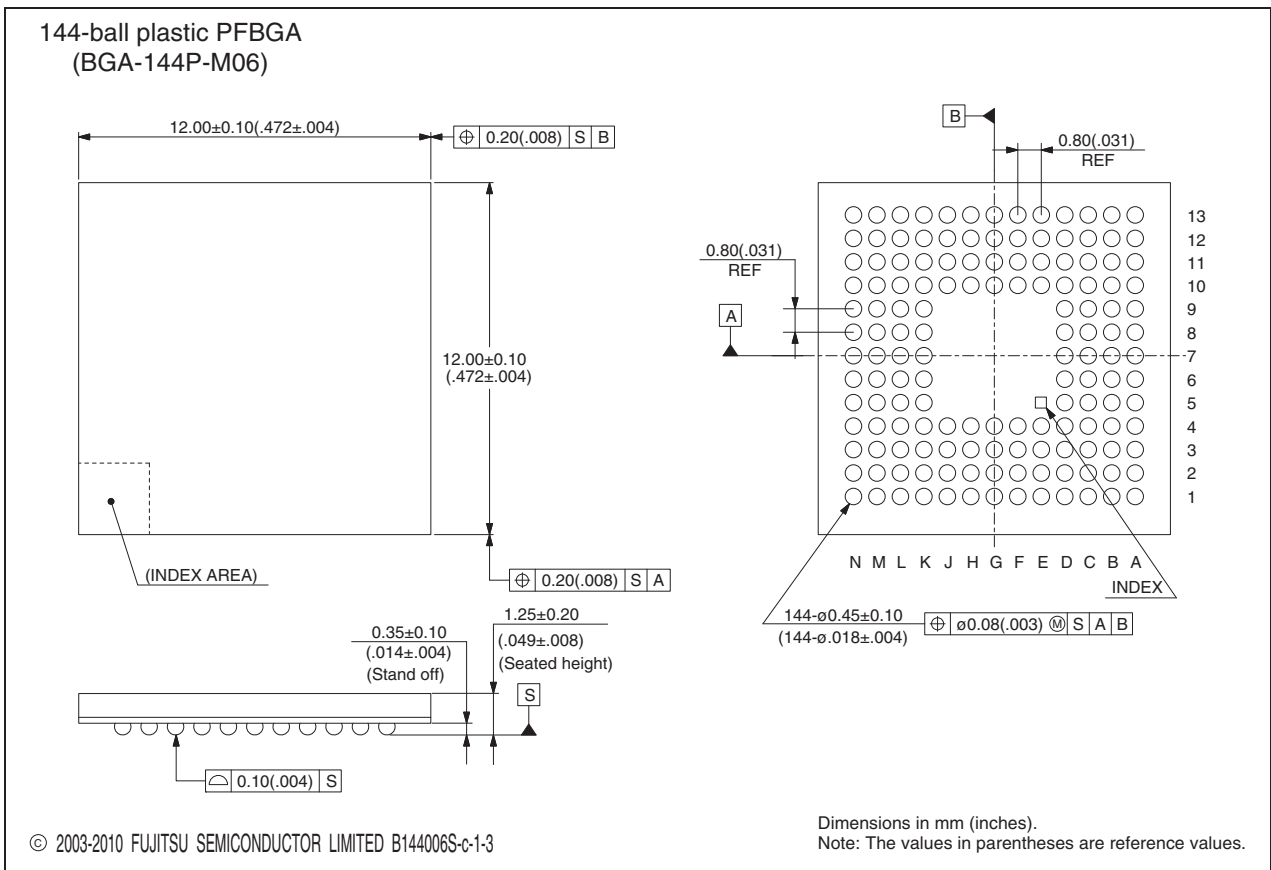 144-ball plastic PFBGA
(BGA-144P-M06)
12.00±0.10(.472±.004)
⌖ 0.20(.008) S B
12.00±0.10
(.472±.004)
(INDEX AREA)
⌖ 0.20(.008) S A
1.25±0.20
(.049±.008)
(Seated height)
0.35±0.10
(.014±.004)
(Stand off)
S
⌓ 0.10(.004) S
B
0.80(.031)
REF
0.80(.031)
REF
A
13
12
11
10
9
8
7
6
5
4
3
2
1
N M L K J H G F E D C B A
INDEX
144-ø0.45±0.10
(144-ø.018±.004)
⌖ ø0.08(.003) Ⓜ S A B
© 2003-2010 FUJITSU SEMICONDUCTOR LIMITED B144006S-c-1-3
Dimensions in mm (inches).
Note: The values in parentheses are reference values.